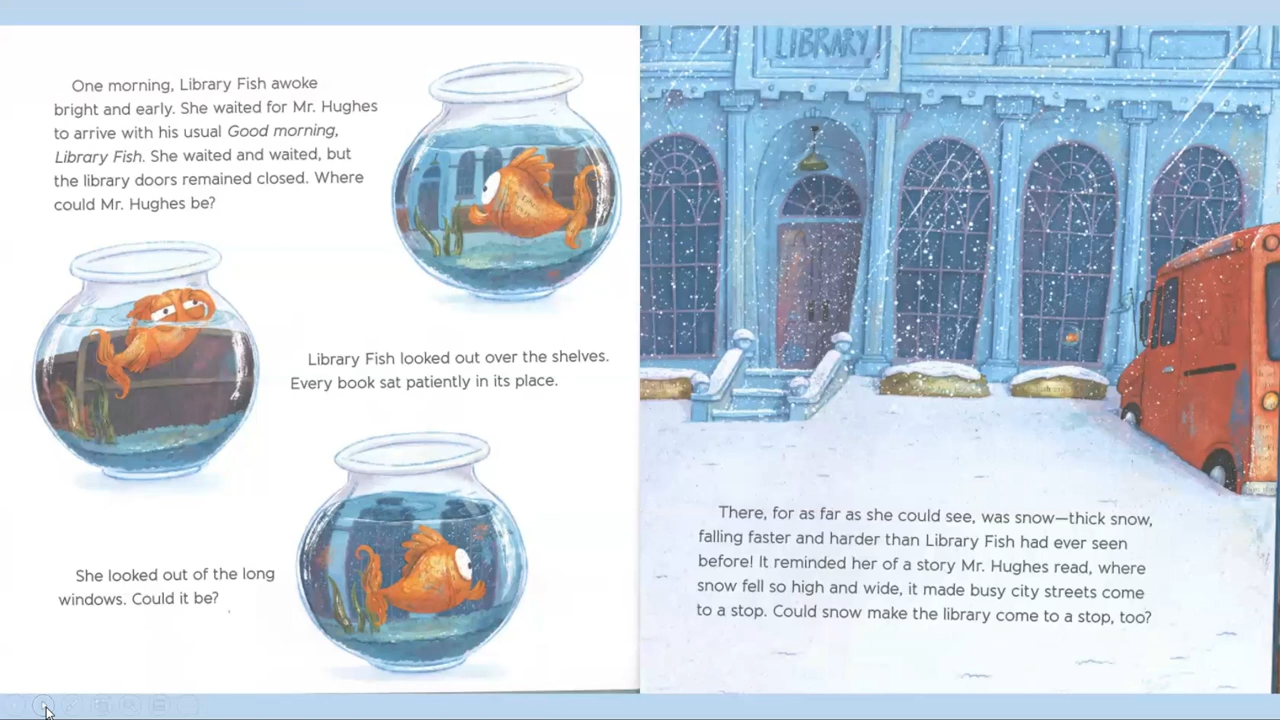 One morning, Library Fish awoke
bright and early. She waited for Mr. Hughes
to arrive with his usual Good morning,
Library Fish. She waited and waited, but
the library doors remained closed. Where
could Mr. Hughes be?
Library Fish looked out over the shelves.
Every book sat patiently in its place.
She looked out of the long
windows. Could it be?
LIBRARY
There, for as far as she could see, was snow—thick snow,
falling faster and harder than Library Fish had ever seen
before! It reminded her of a story Mr. Hughes read, where
snow fell so high and wide, it made busy city streets come
to a stop. Could snow make the library come to a stop, too?